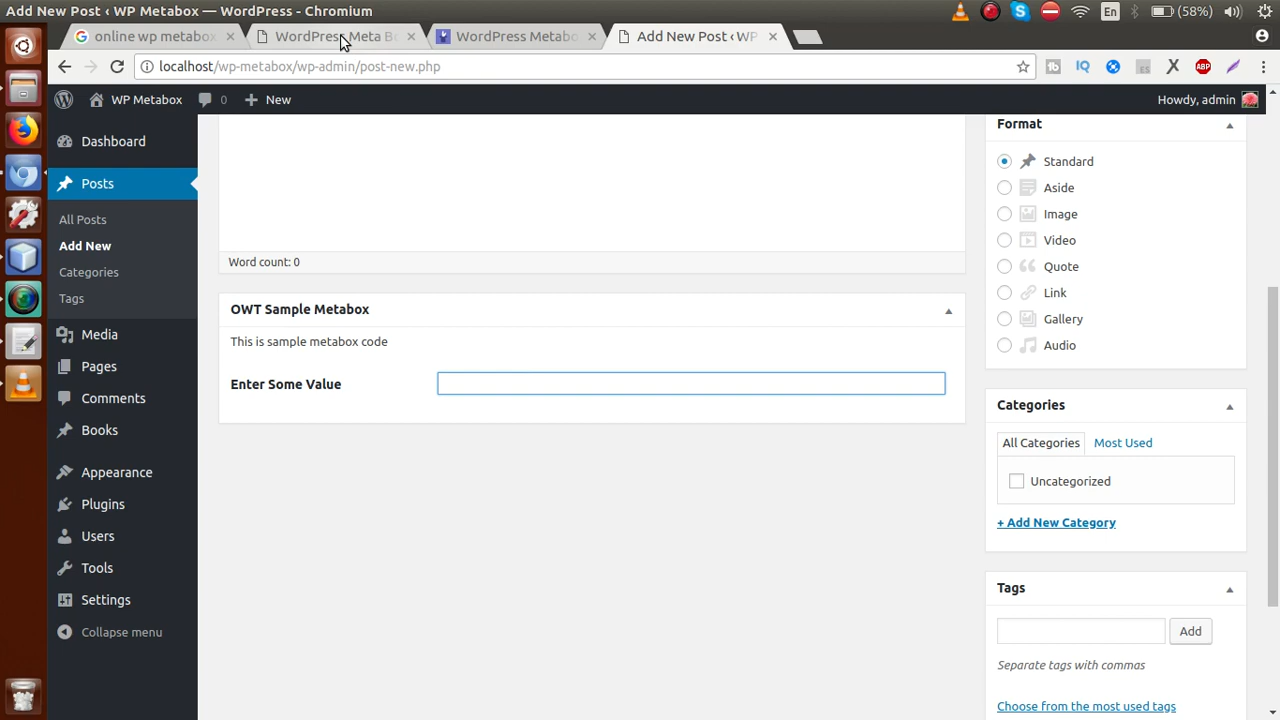 Add New Post ‹ WP Metabox — WordPress - Chromium
En
(58%)
online wp metabox
WordPress Meta B
WordPress Metabo
Add New Post ‹ WP
localhost/wp-metabox/wp-admin/post-new.php
IQ
ABP
WP Metabox
0
New
Howdy, admin
Dashboard
Posts
All Posts
Add New
Categories
Tags
Media
Pages
Comments
Books
Appearance
Plugins
Users
Tools
Settings
Collapse menu
Word count: 0
OWT Sample Metabox
This is sample metabox code
Enter Some Value
Format
Standard
Aside
Image
Video
Quote
Link
Gallery
Audio
Categories
All Categories
Most Used
Uncategorized
+ Add New Category
Tags
Add
Separate tags with commas
Choose from the most used tags